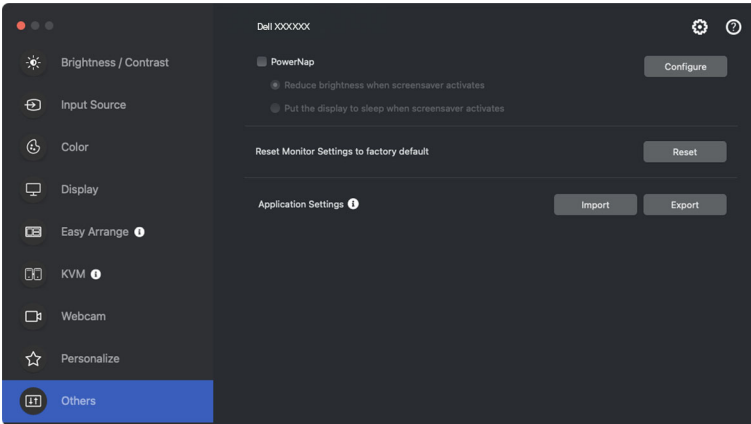 Dell XXXXXX
Brightness / Contrast
Input Source
Color
Display
Easy Arrange
KVM
Webcam
Personalize
Others
PowerNap
Configure
Reduce brightness when screensaver activates
Put the display to sleep when screensaver activates
Reset Monitor Settings to factory default
Reset
Application Settings
Import
Export